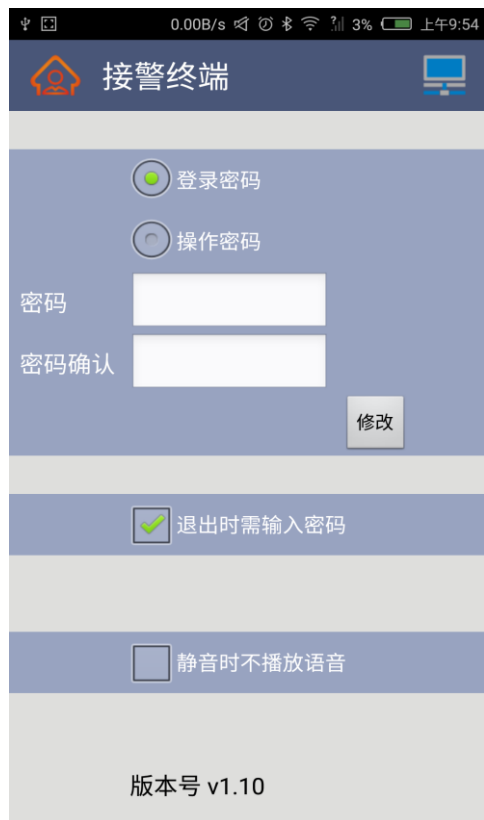 0.00B/s 3% 上午9:54
接警终端
登录密码
操作密码
密码
密码确认
修改
退出时需输入密码
静音时不播放语音
版本号 v1.10